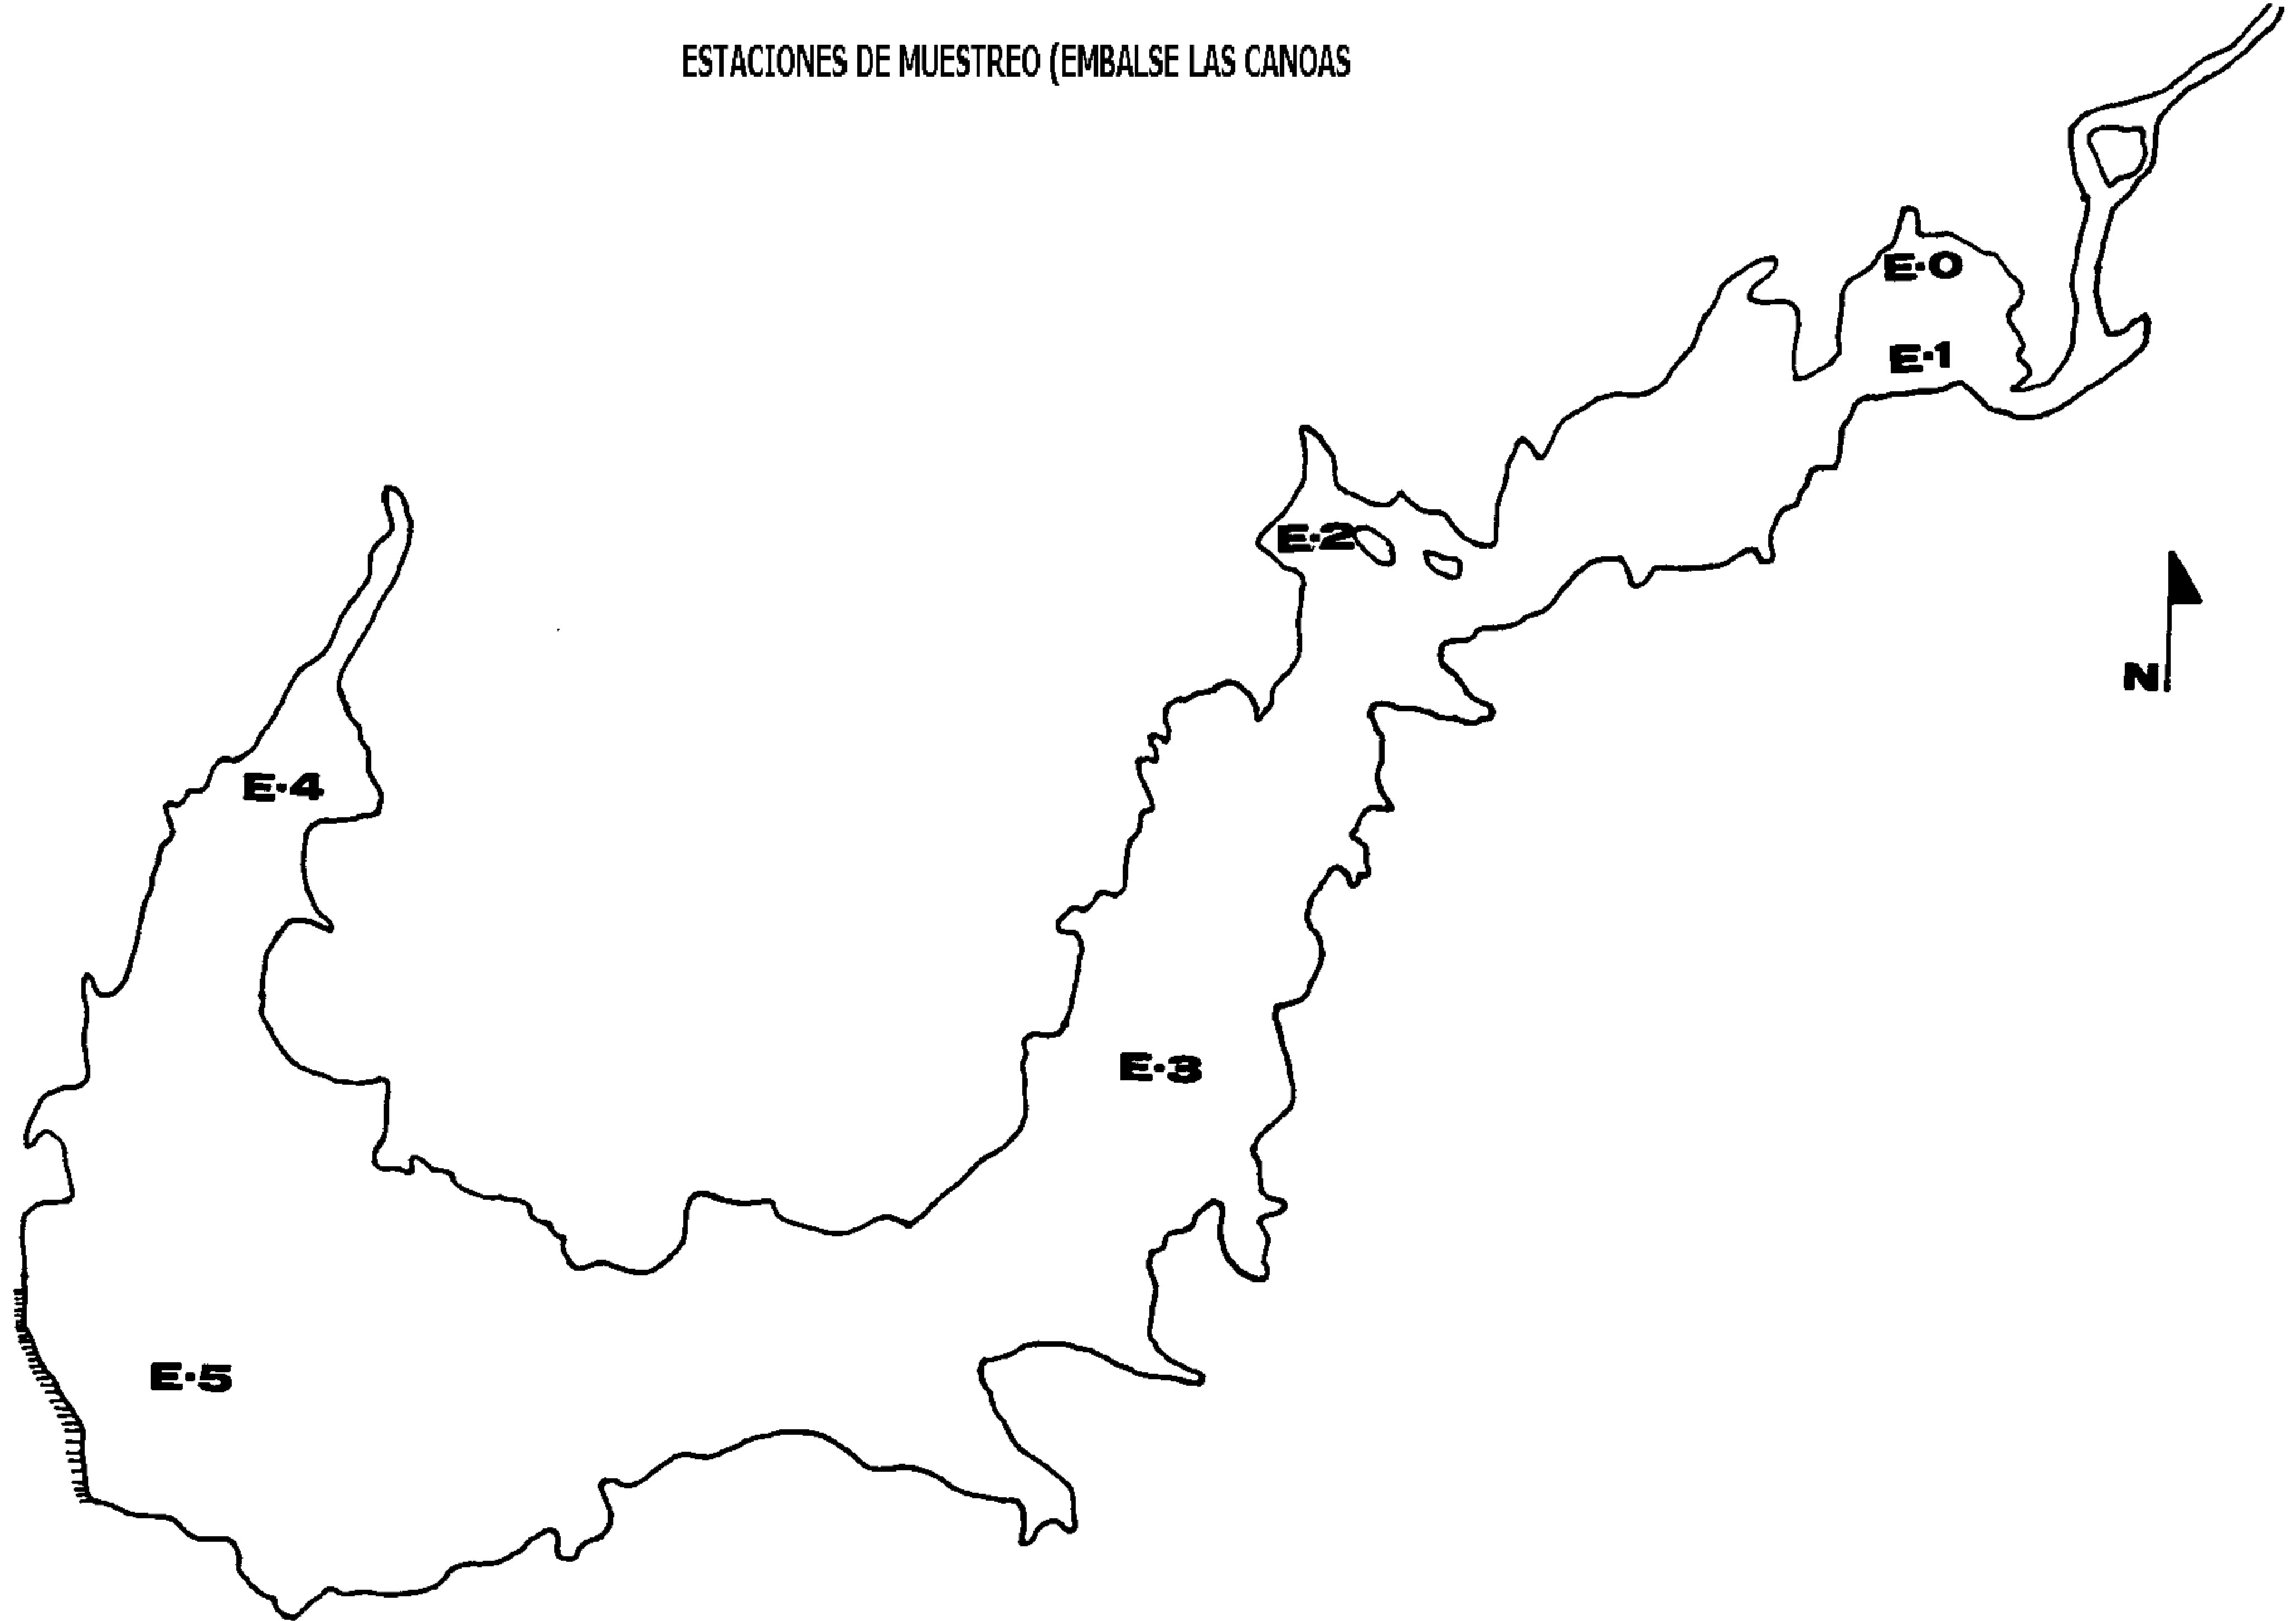 ESTACIONES DE MUESTREO (EMBALSE LAS CANOAS
E-0
E-1
E-2
N
E-4
E-3
E-5